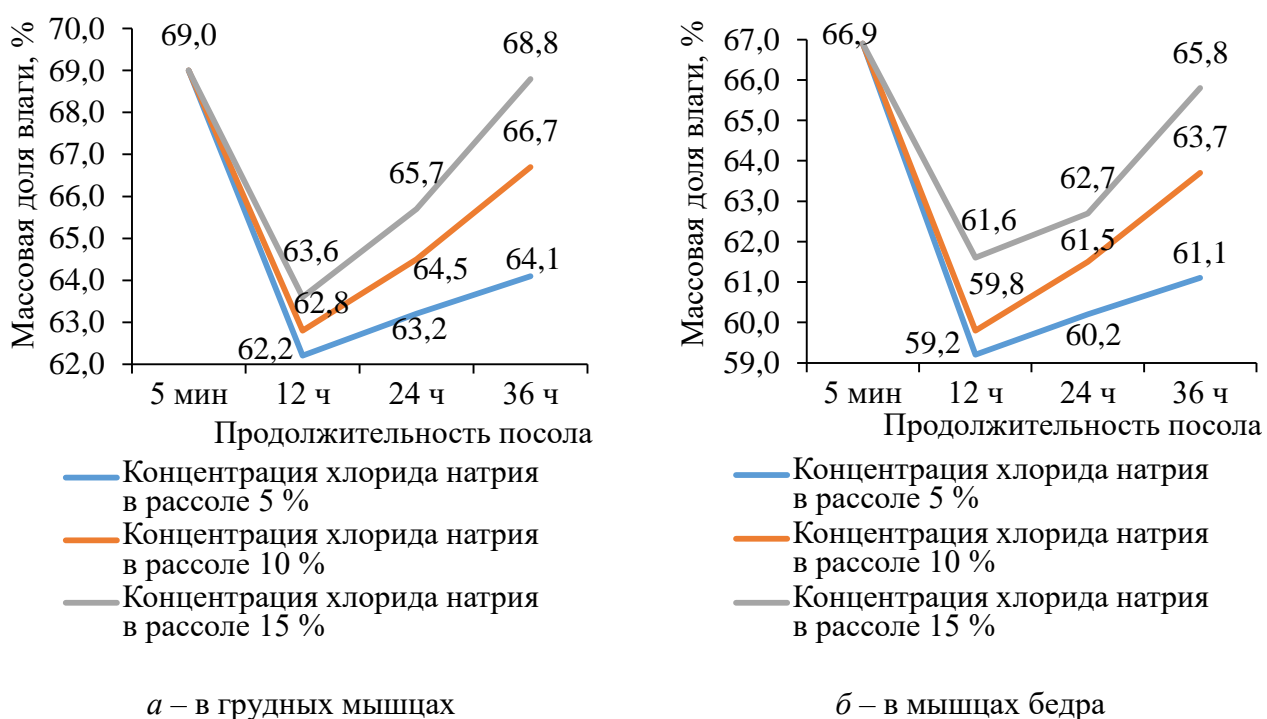 Массовая доля влаги, %
70,0
69,0
68,0
67,0
66,0
65,0
64,0
63,0
62,0
69,0
68,8
66,7
65,7
63,6
64,5
64,1
62,8
63,2
62,2
5 мин 12 ч 24 ч 36 ч
Продолжительность посола
Концентрация хлорида натрия
в рассоле 5 %
Концентрация хлорида натрия
в рассоле 10 %
Концентрация хлорида натрия
в рассоле 15 %
а – в грудных мышцах
Массовая доля влаги, %
67,0
66,0
65,0
64,0
63,0
62,0
61,0
60,0
59,0
66,9
65,8
63,7
62,7
61,6
61,5
61,1
59,8
60,2
59,2
5 мин 12 ч 24 ч 36 ч
Продолжительность посола
Концентрация хлорида натрия
в рассоле 5 %
Концентрация хлорида натрия
в рассоле 10 %
Концентрация хлорида натрия
в рассоле 15 %
б – в мышцах бедра